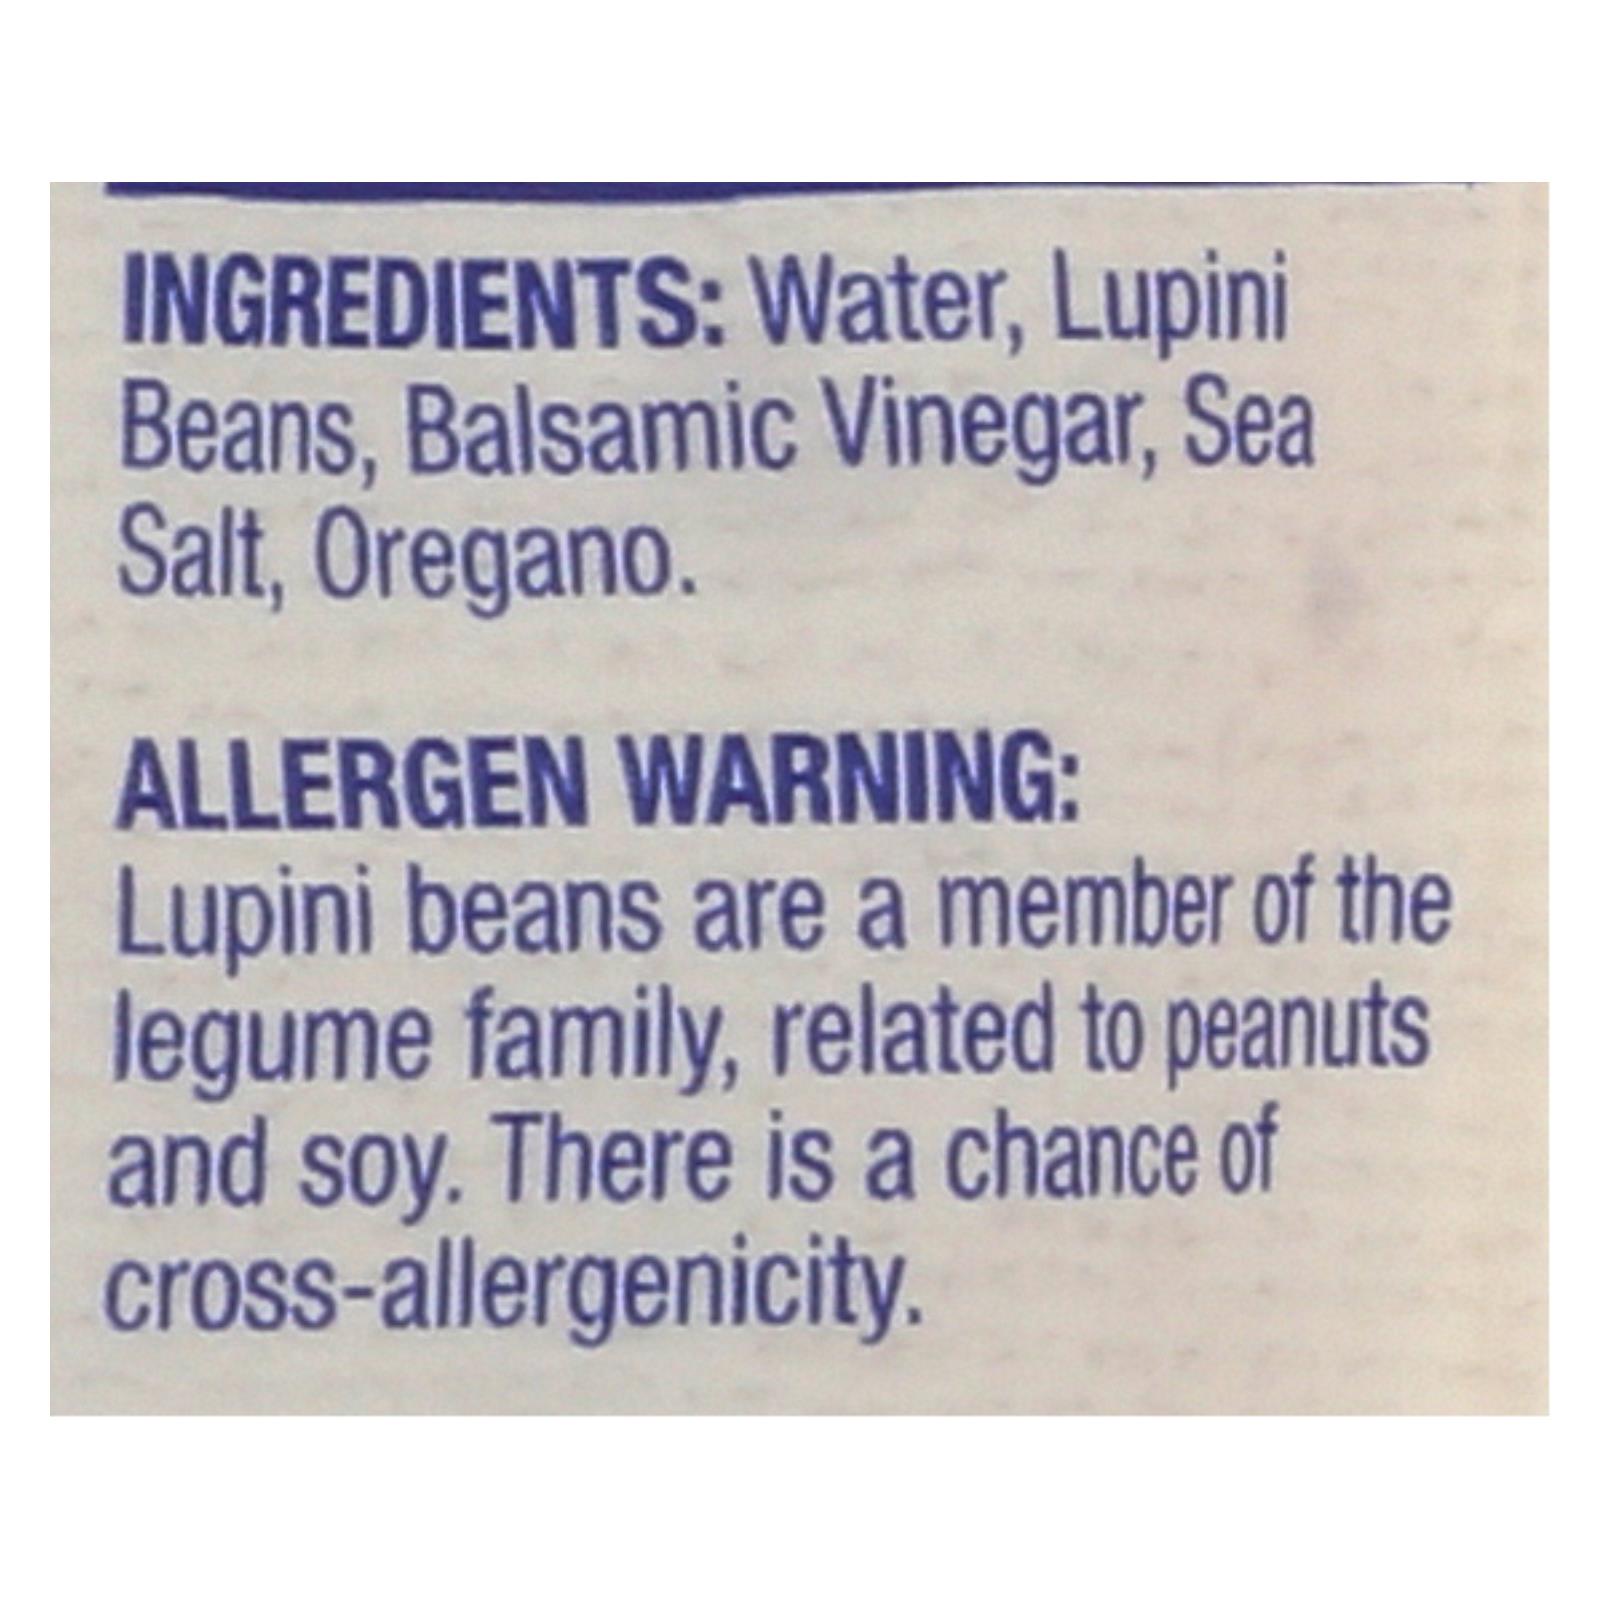 INGREDIENTS: Water, Lupini
Beans, Balsamic Vinegar, Sea
Salt, Oregano.
ALLERGEN WARNING:
Lupini beans are a member of the
legume family, related to peanuts
and soy. There is a chance of
cross-allergenicity.